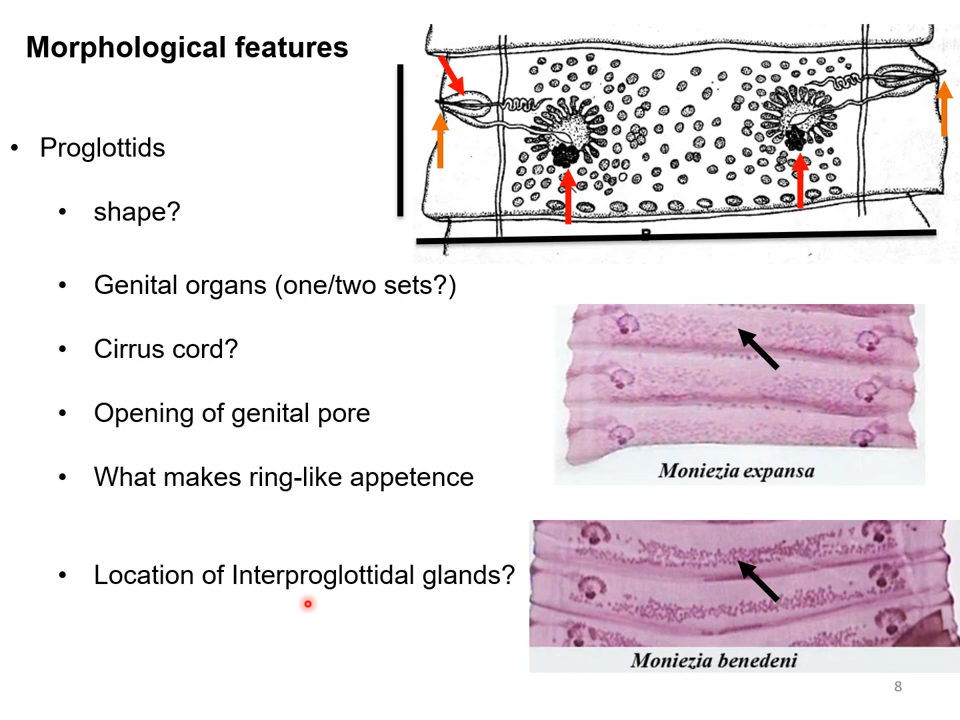 Morphological features
• Proglottids
• shape?
• Genital organs (one/two sets?)
• Cirrus cord?
• Opening of genital pore
• What makes ring-like appetence
• Location of Interproglottidal glands?
B
Moniezia expansa
Moniezia benedeni
8